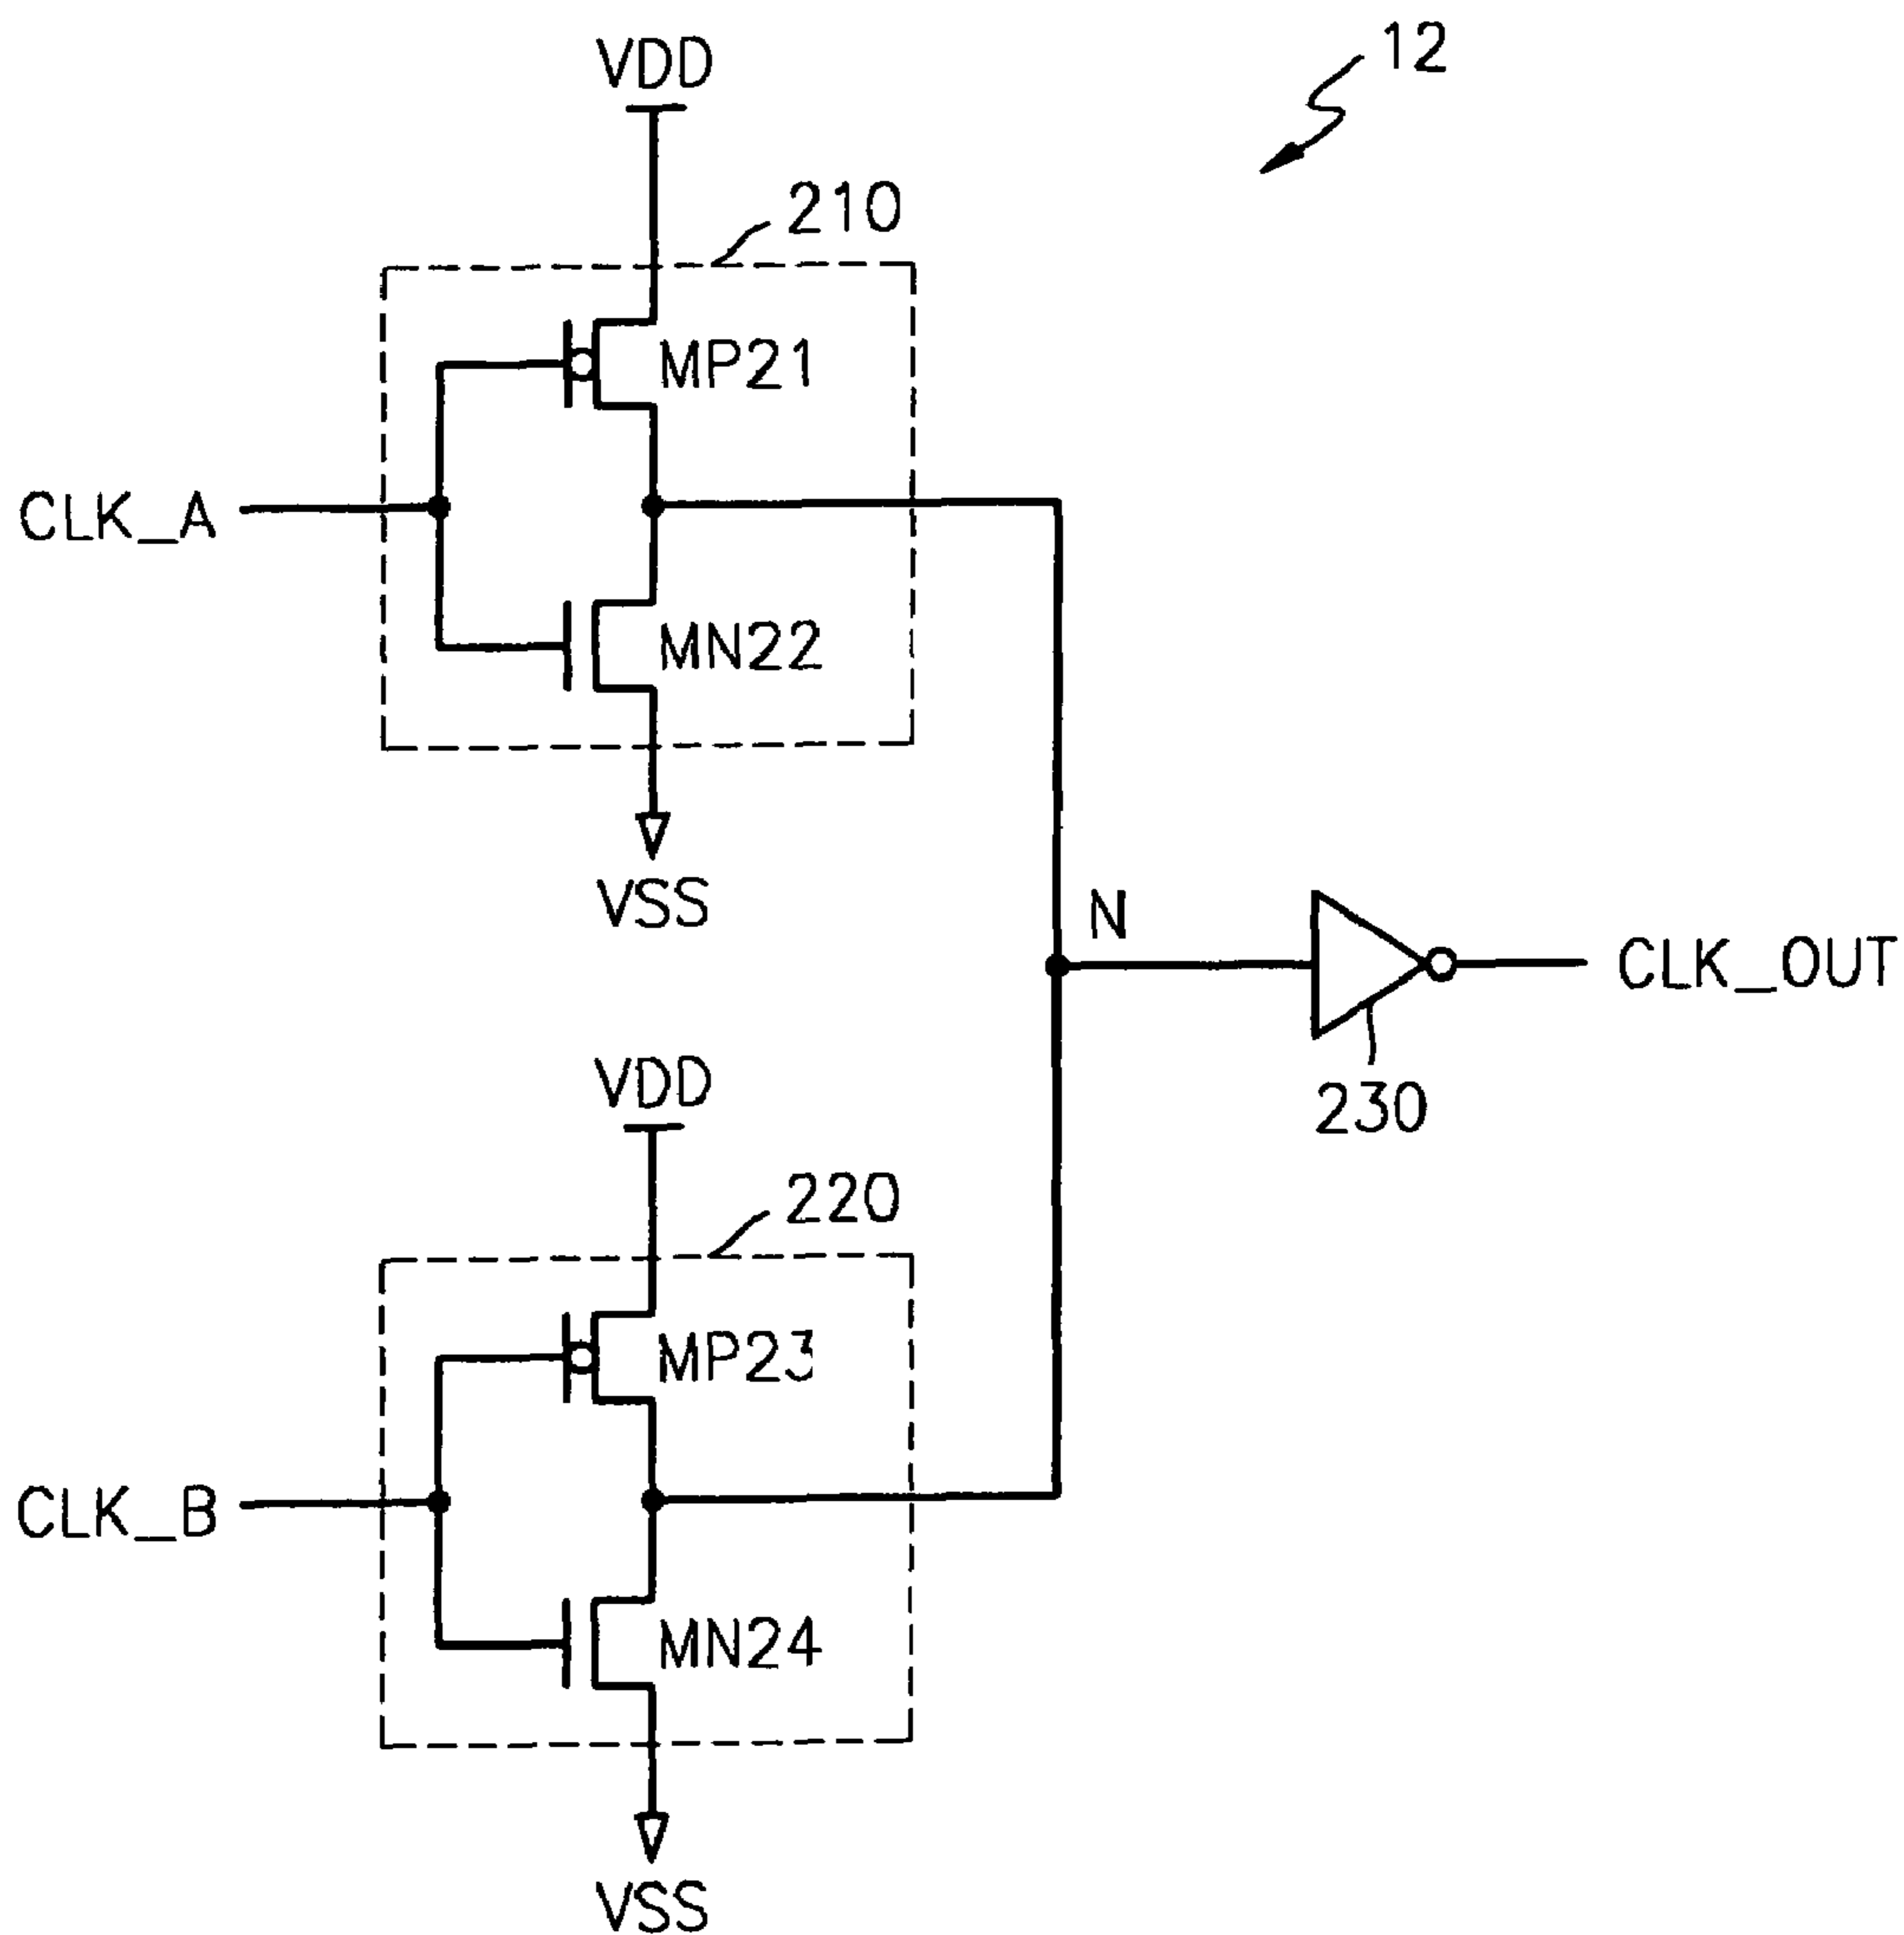 VDD
12
210
MP21
CLK_A
MN22
VSS
N
CLK_OUT
230
VDD
220
MP23
CLK_B
MN24
VSS